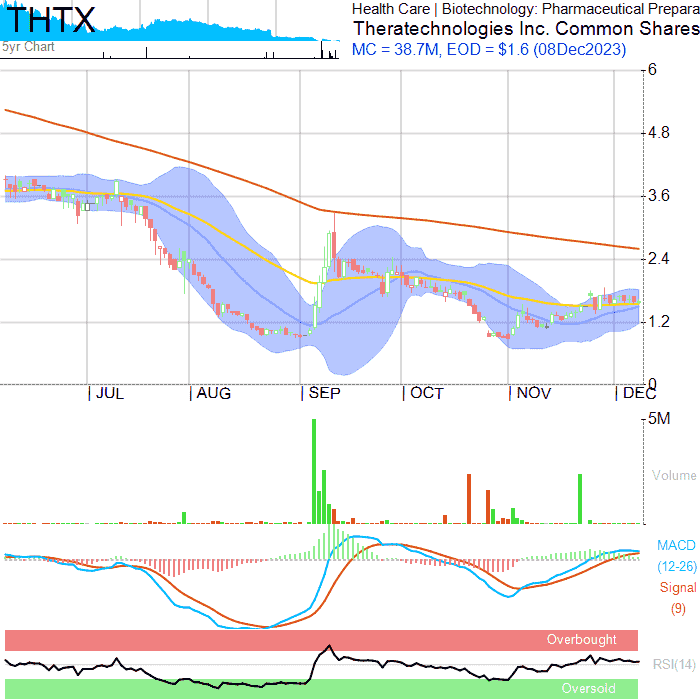 THTX
5yr Chart
Health Care | Biotechnology: Pharmaceutical Prepara
Theratechnologies Inc. Common Shares
MC = 38.7M, EOD = $1.6 (08Dec2023)
6
4.8
3.6
2.4
1.2
0
JUL AUG SEP OCT NOV DEC
5M
Volume
MACD
(12-26)
Signal
(9)
Overbought
RSI(14)
Oversold